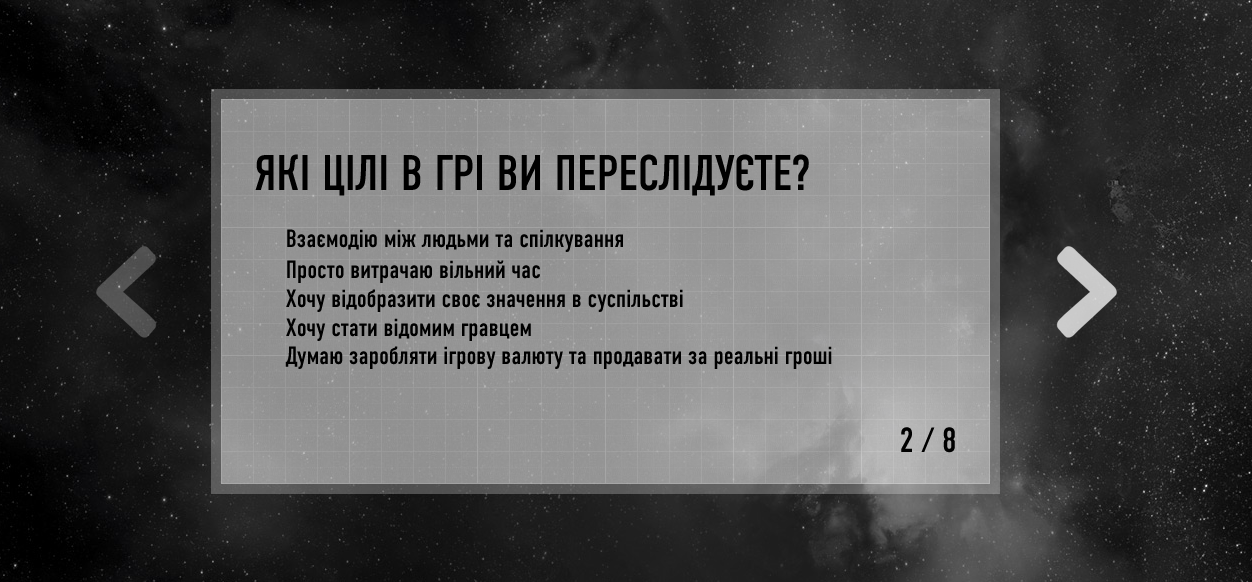 ЯКІ ЦІЛІ В ГРІ ВИ ПЕРЕСЛІДУЄТЕ?
Взаємодію між людьми та спілкування
Просто витрачаю вільний час
Хочу відобразити своє значення в суспільстві
Хочу стати відомим гравцем
Думаю заробляти ігрову валюту та продавати за реальні гроші
2 / 8